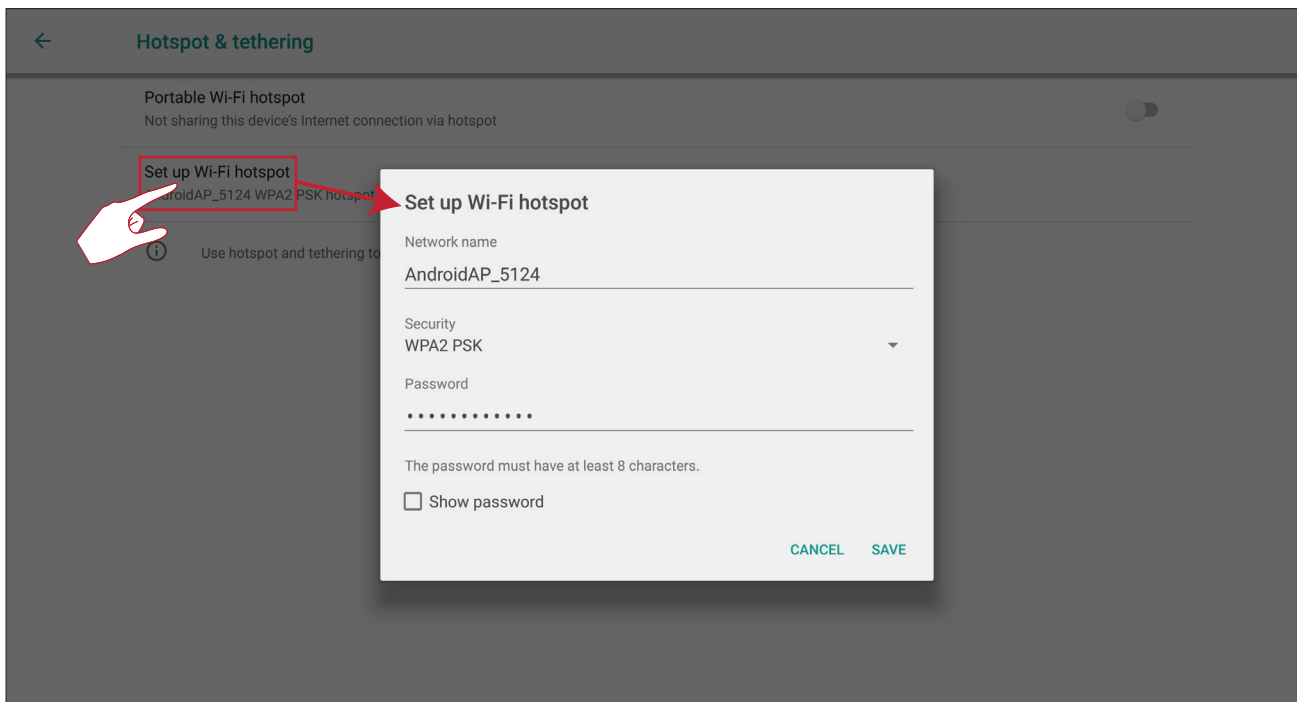 Hotspot & tethering
Portable Wi-Fi hotspot
Not sharing this device's Internet connection via hotspot
Set up Wi-Fi hotspot
AndroidAP_5124 WPA2 PSK hotspot
Use hotspot and tethering to
Set up Wi-Fi hotspot
Network name
AndroidAP_5124
Security
WPA2 PSK
Password
••••••••••••
The password must have at least 8 characters.
Show password
CANCEL SAVE